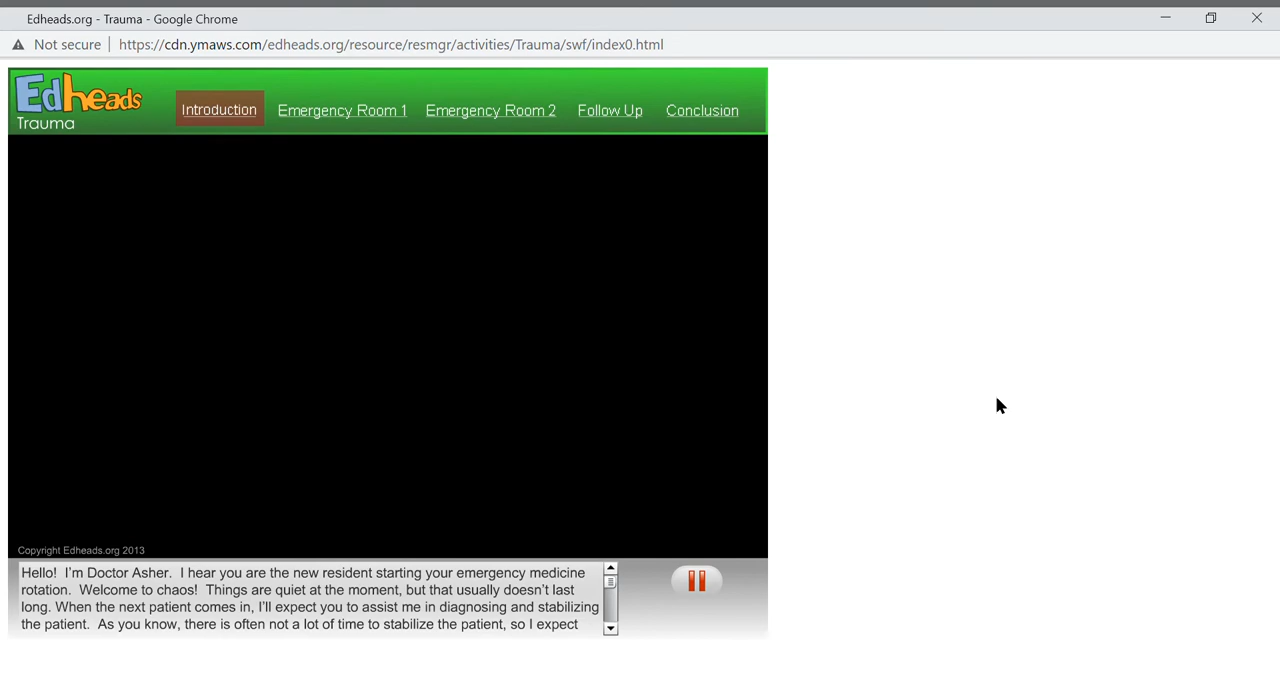 Edheads.org - Trauma - Google Chrome
Not secure | https://cdn.ymaws.com/edheads.org/resource/resmgr/activities/Trauma/swf/index0.html
Edheads
Trauma
Introduction Emergency Room 1 Emergency Room 2 Follow Up Conclusion
Copyright Edheads.org 2013
Hello! I'm Doctor Asher. I hear you are the new resident starting your emergency medicine
rotation. Welcome to chaos! Things are quiet at the moment, but that usually doesn't last
long. When the next patient comes in, I'll expect you to assist me in diagnosing and stabilizing
the patient. As you know, there is often not a lot of time to stabilize the patient, so I expect